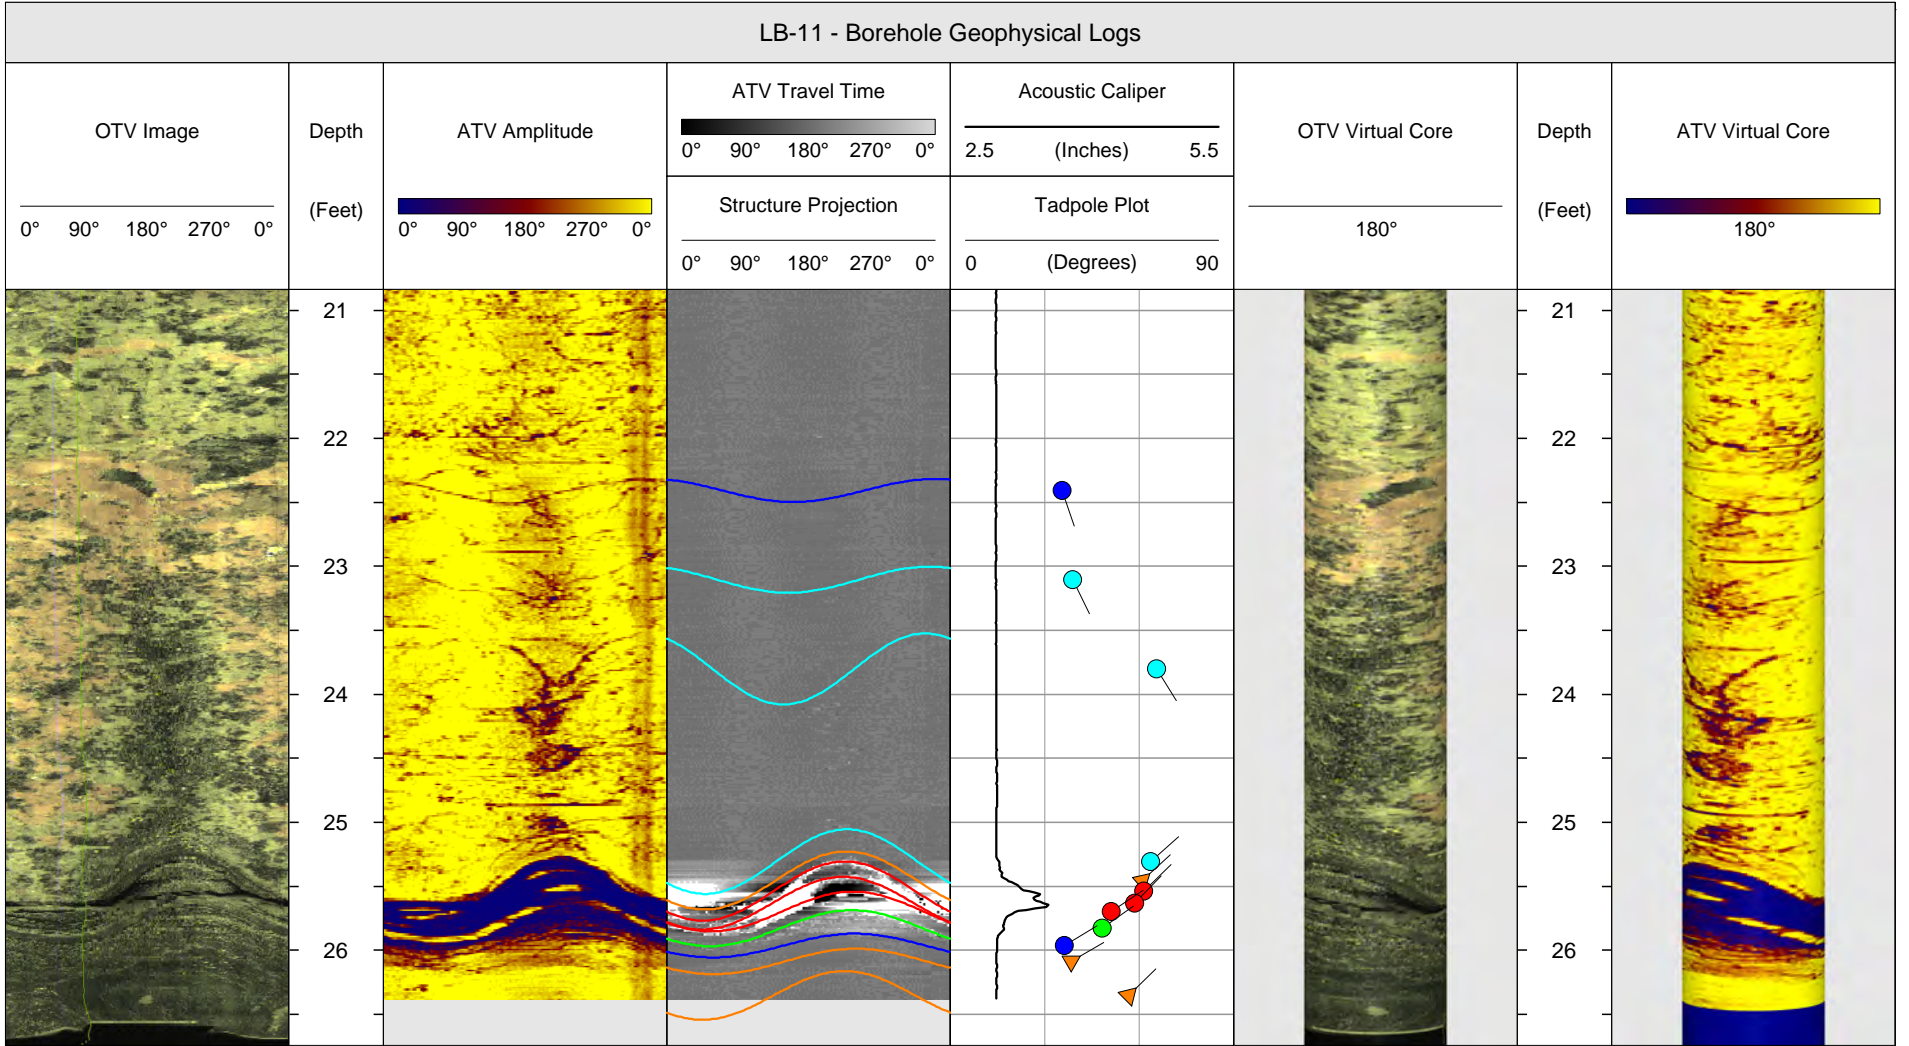 LB-11 - Borehole Geophysical Logs
OTV Image
0° 90° 180° 270° 0°
Depth
(Feet)
ATV Amplitude
0° 90° 180° 270° 0°
ATV Travel Time
0° 90° 180° 270° 0°
Structure Projection
0° 90° 180° 270° 0°
Acoustic Caliper
2.5 (Inches) 5.5
Tadpole Plot
0 (Degrees) 90
OTV Virtual Core
180°
Depth
(Feet)
ATV Virtual Core
180°
21
22
23
24
25
26
21
22
23
24
25
26